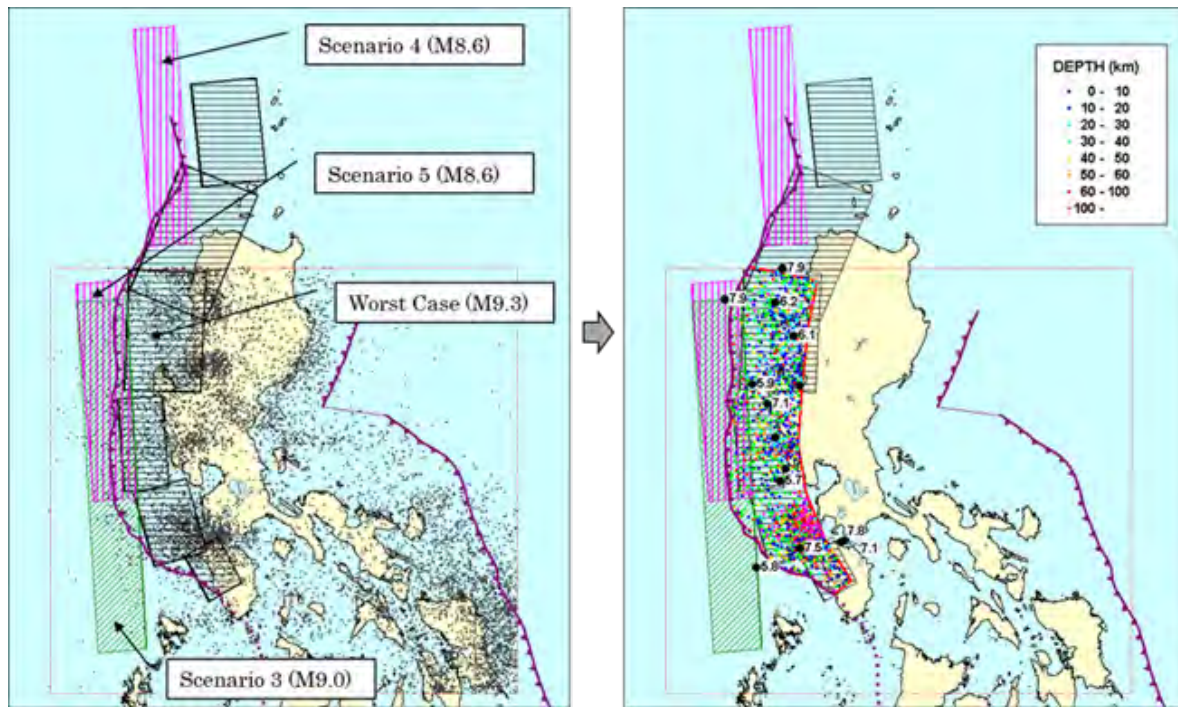 Scenario 4 (M8.6)
Scenario 5 (M8.6)
Worst Case (M9.3)
Scenario 3 (M9.0)
DEPTH (km)
0 - 10
10 - 20
20 - 30
30 - 40
40 - 50
50 - 60
60 - 100
100 -
7.9
7.9
6.2
6.1
5.9
7.1
5.7
7.8
7.5
7.1
5.8